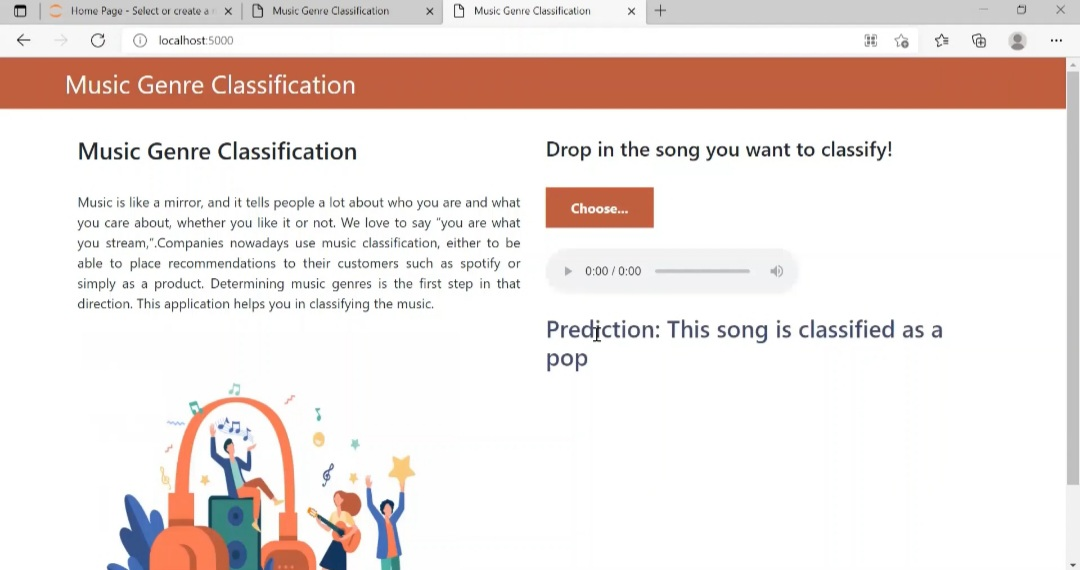 Home Page - Select or create a
Music Genre Classification
Music Genre Classification
localhost:5000
Music Genre Classification
Music Genre Classification
Music is like a mirror, and it tells people a lot about who you are and what
you care about, whether you like it or not. We love to say "you are what
you stream,".Companies nowadays use music classification, either to be
able to place recommendations to their customers such as spotify or
simply as a product. Determining music genres is the first step in that
direction. This application helps you in classifying the music.
Drop in the song you want to classify!
Choose...
0:00 / 0:00
Prediction: This song is classified as a
pop